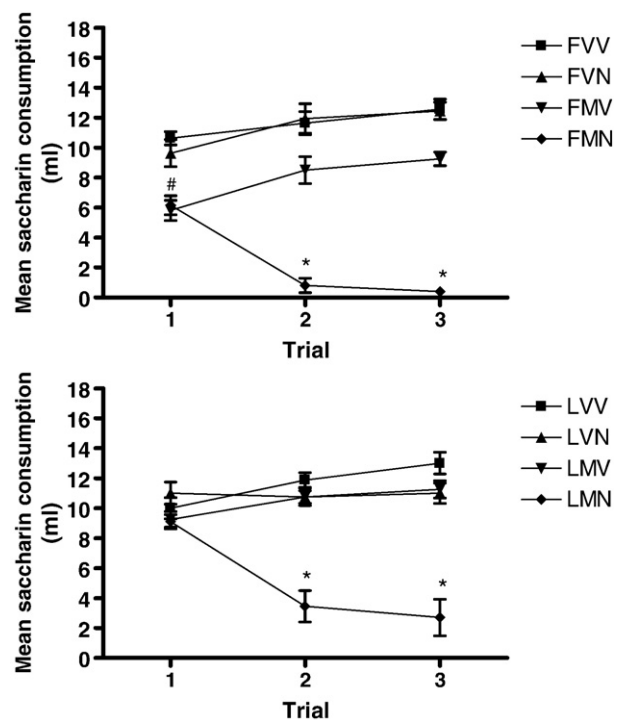 18
16
14
12
10
8
6
4
2
0
Mean saccharin consumption
(ml)
#
*
*
1 2 3
Trial
FVV
FVN
FMV
FMN
18
16
14
12
10
8
6
4
2
0
Mean saccharin consumption
(ml)
*
*
1 2 3
Trial
LVV
LVN
LMV
LMN